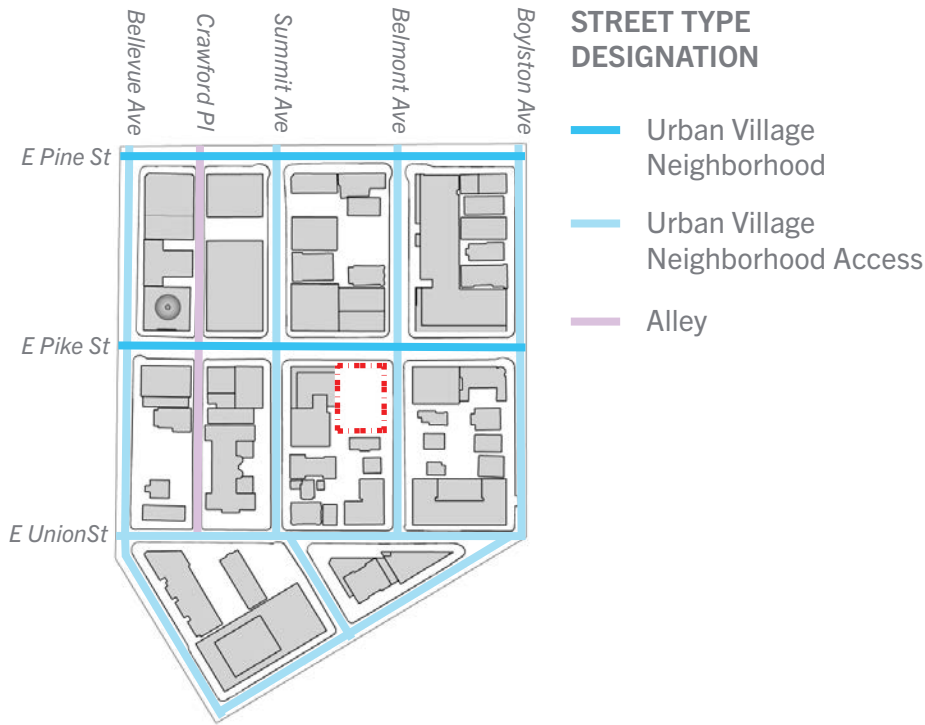 Bellevue Ave
Crawford Pl
Summit Ave
Belmont Ave
Boylston Ave
E Pine St
E Pike St
E UnionSt
STREET TYPE
DESIGNATION
Urban Village
Neighborhood
Urban Village
Neighborhood Access
Alley